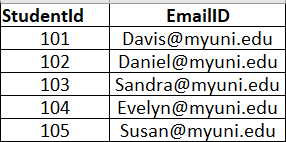 StudentId EmailID
101 Davis@myuni.edu
102 Daniel@myuni.edu
103 Sandra@myuni.edu
104 Evelyn@myuni.edu
105 Susan@myuni.edu